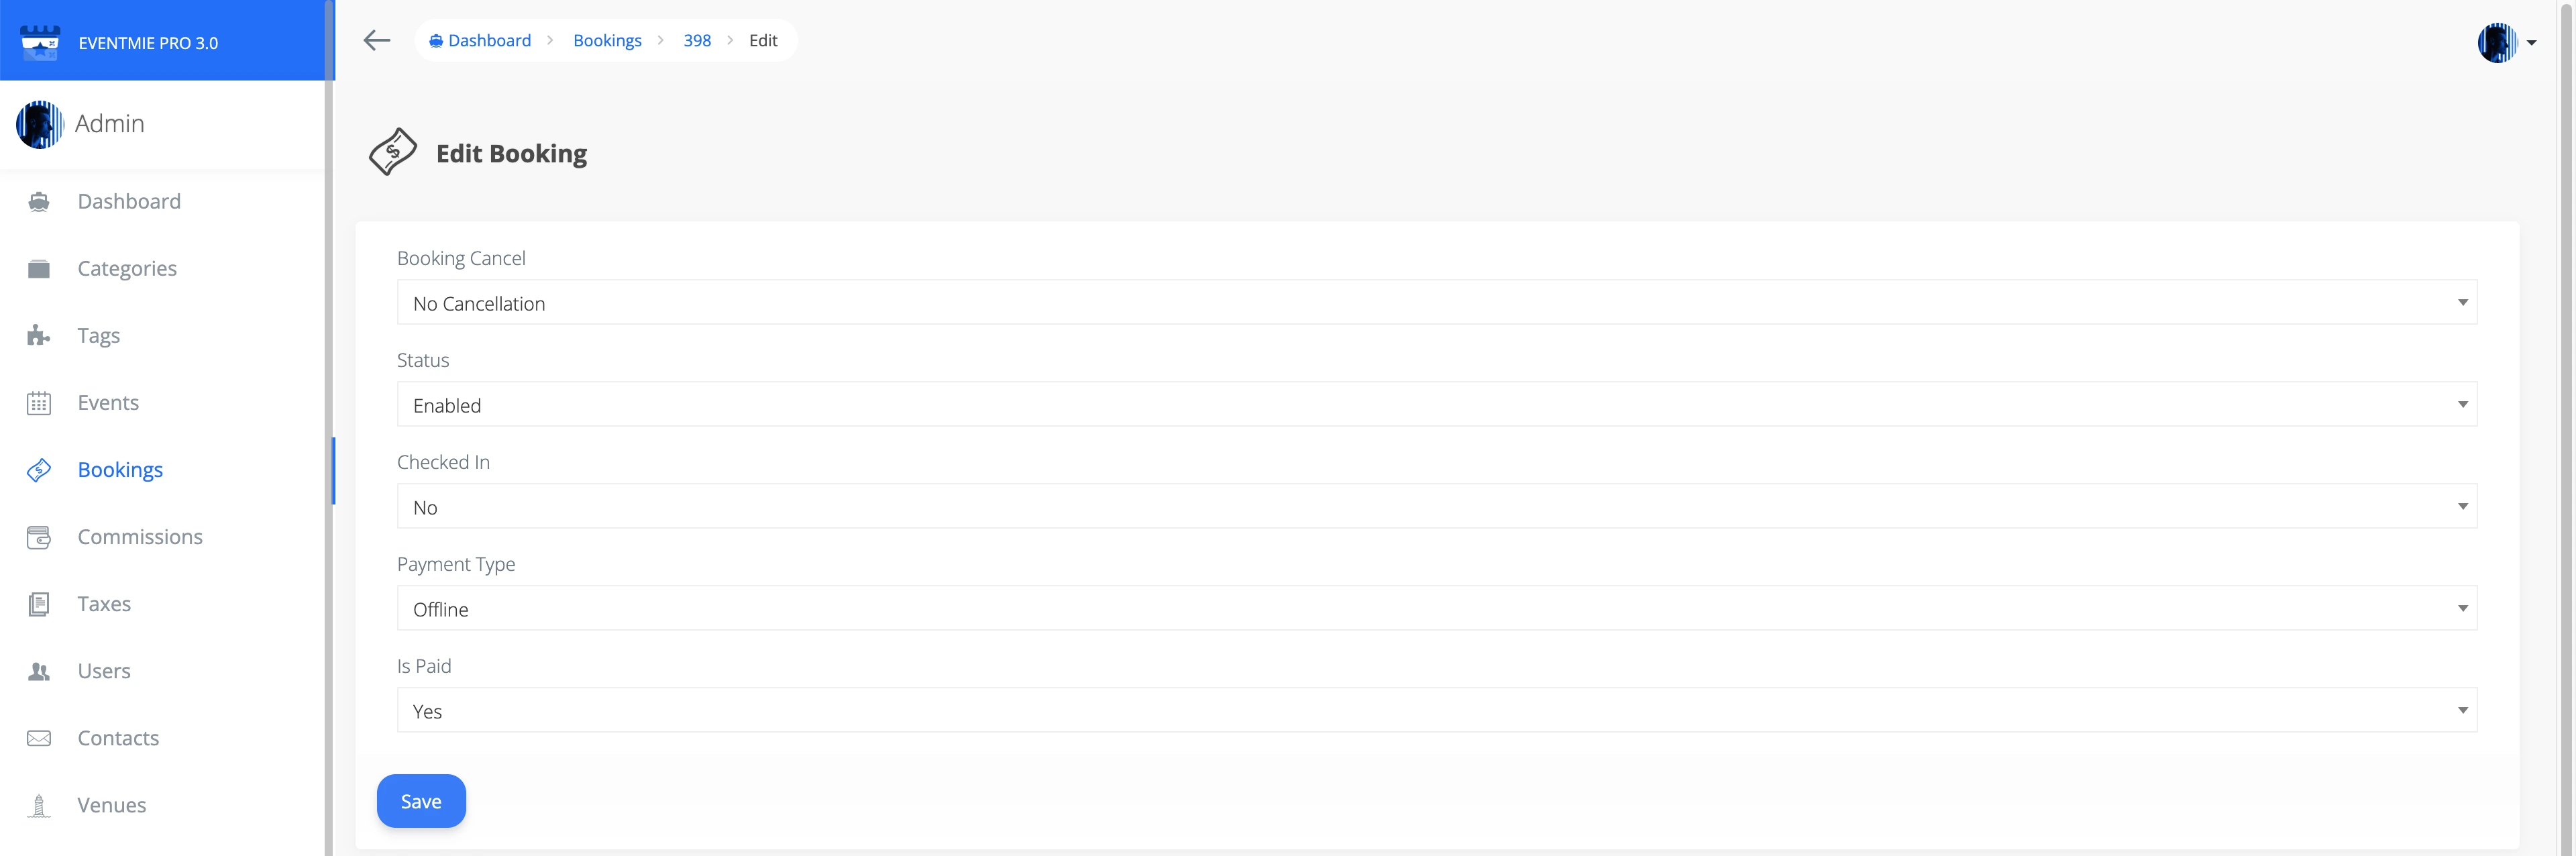 EVENTMIE PRO 3.0
Dashboard
Bookings
398
Edit
Admin
Dashboard
Categories
Tags
Events
Bookings
Commissions
Taxes
Users
Contacts
Venues
Edit Booking
Booking Cancel
No Cancellation
Status
Enabled
Checked In
No
Payment Type
Offline
Is Paid
Yes
Save